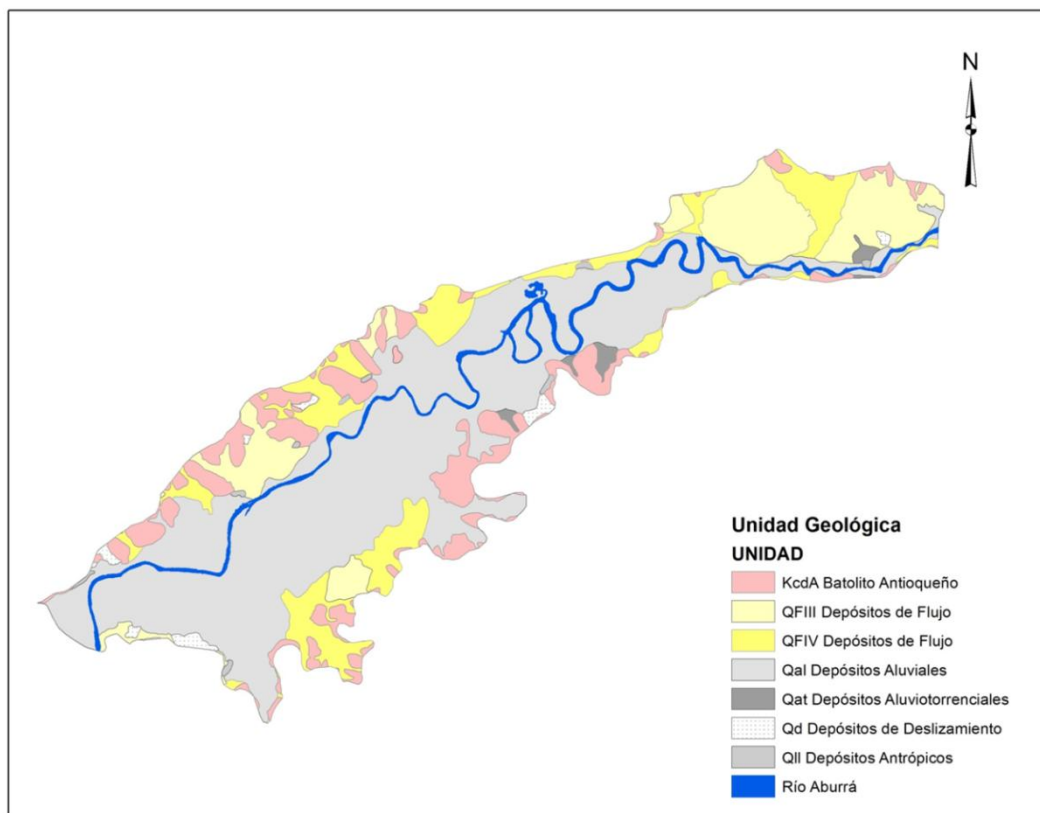 N
Unidad Geológica
UNIDAD
KcdA Batolito Antioqueño
QFIII Depósitos de Flujo
QFIV Depósitos de Flujo
Qal Depósitos Aluviales
Qat Depósitos Aluviotorrenciales
Qd Depósitos de Deslizamiento
Qll Depósitos Antrópicos
Río Aburrá